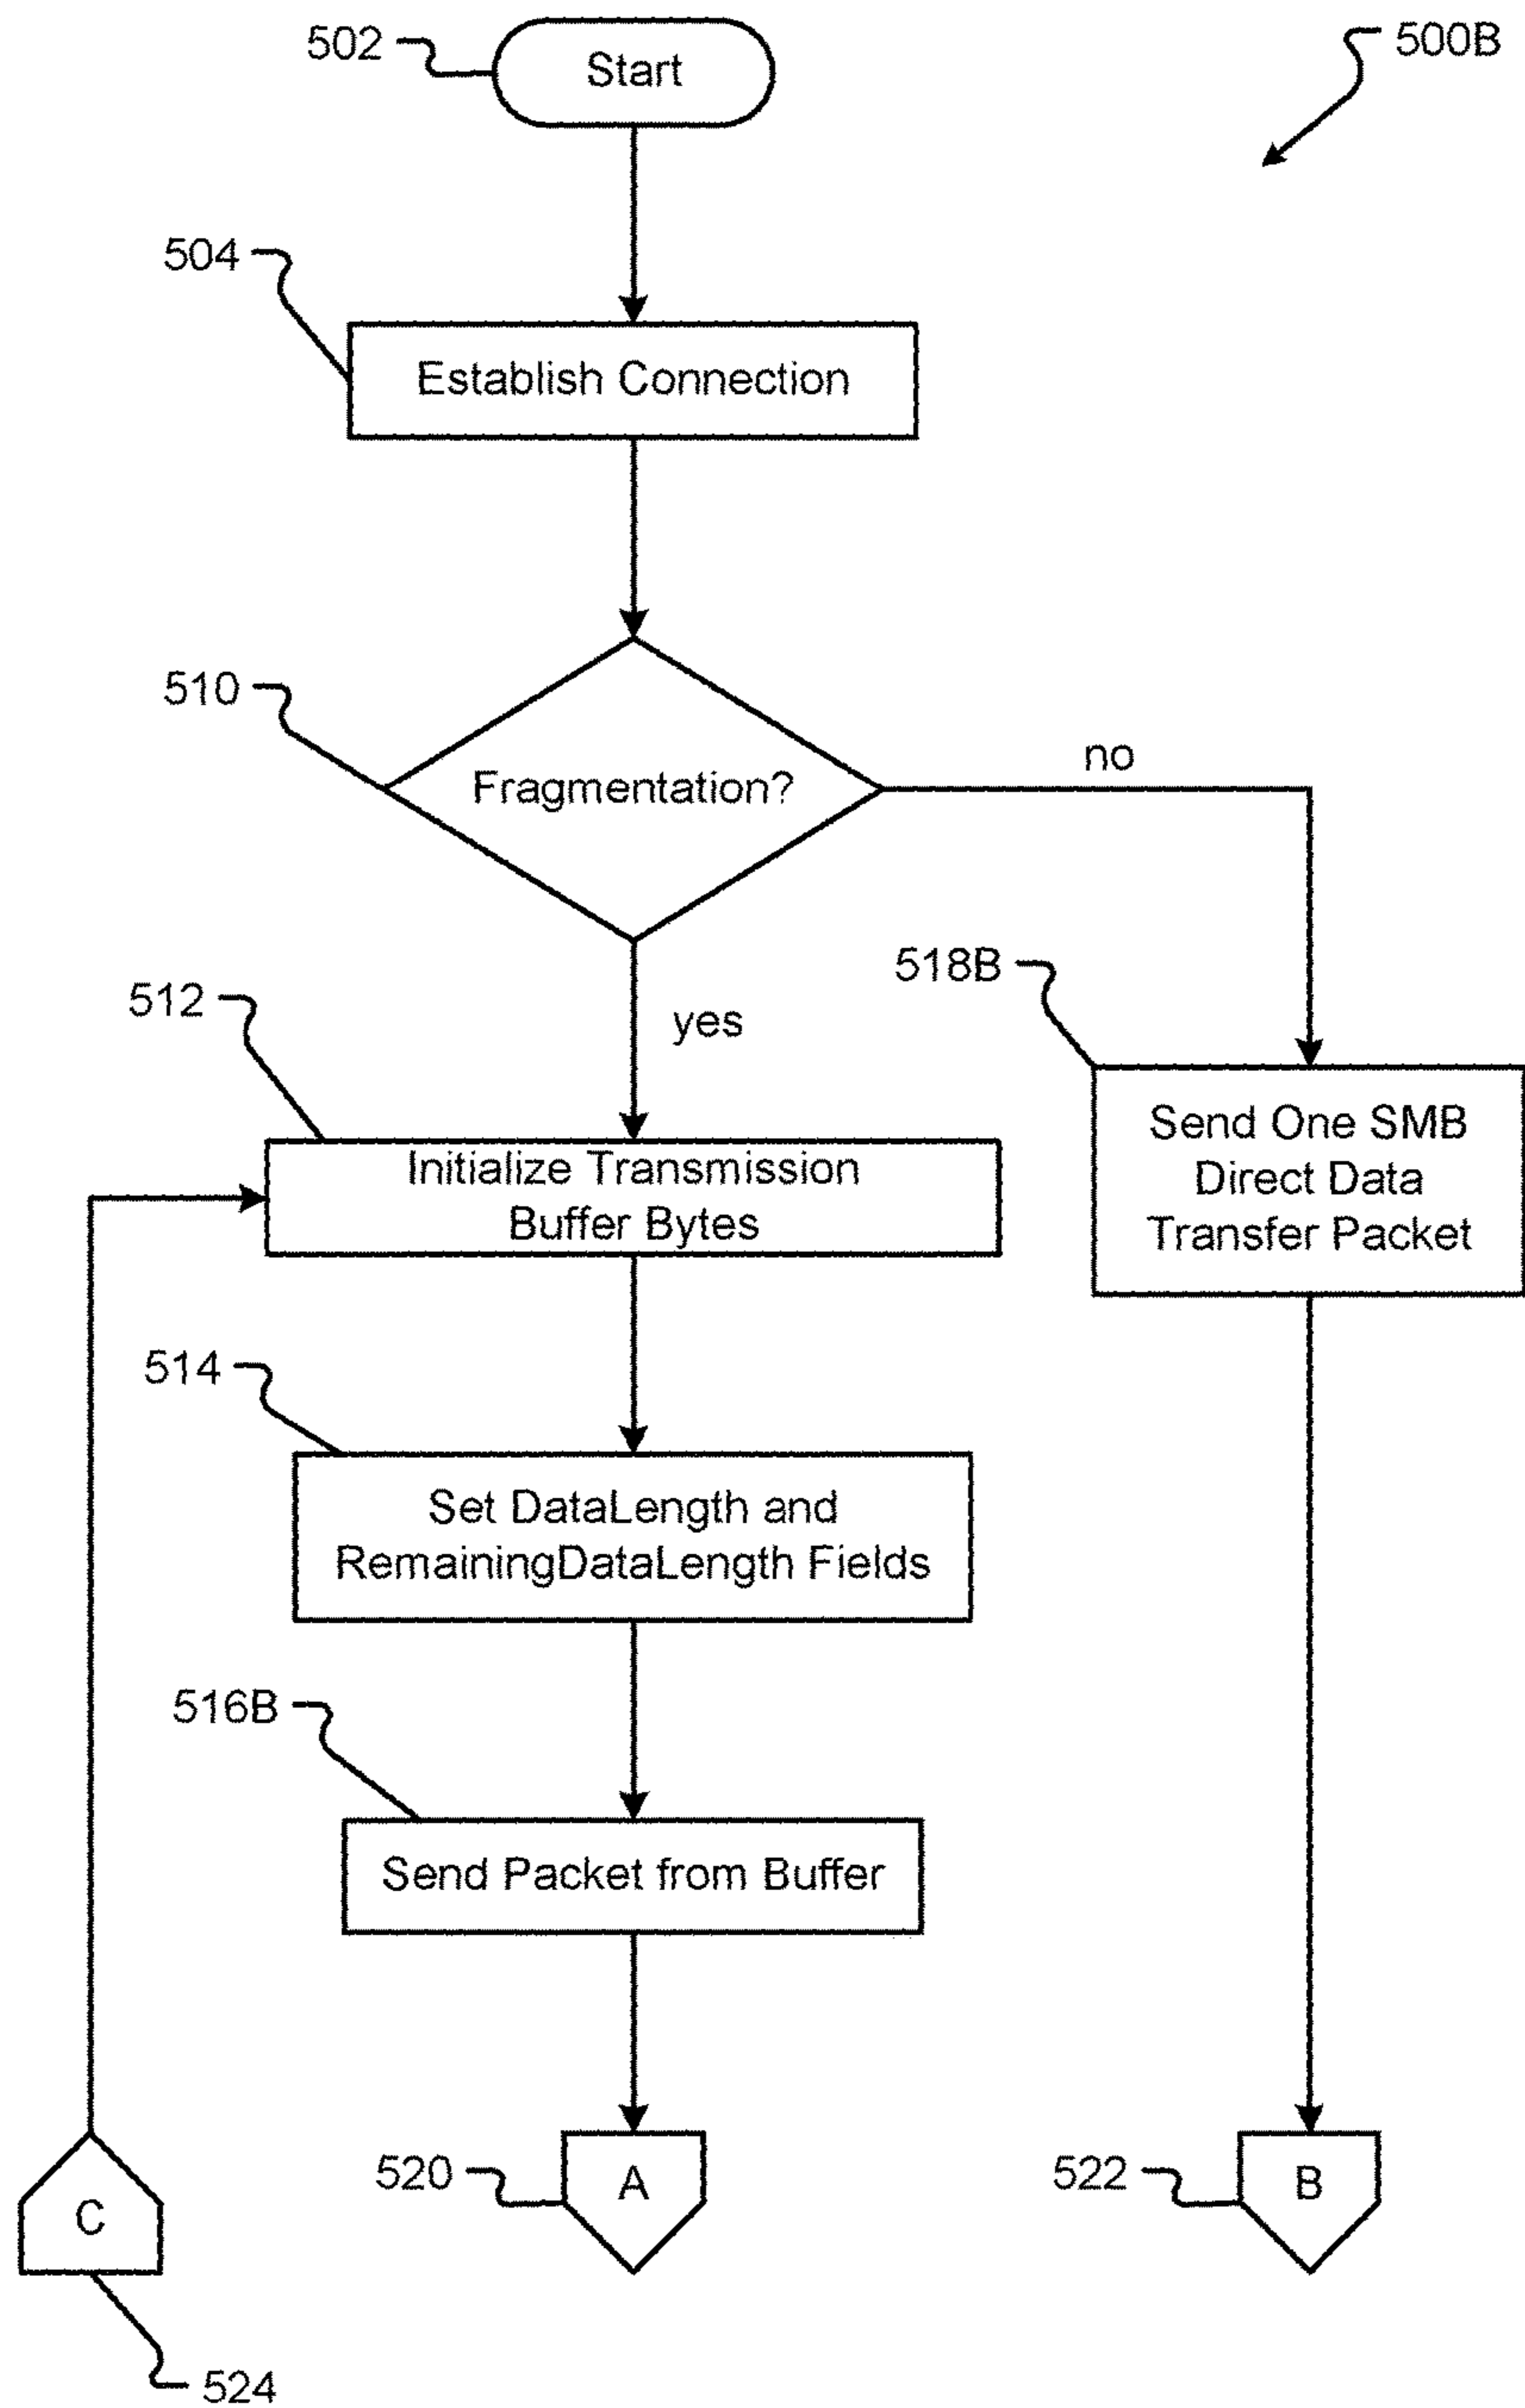 502
Start
500B
504
Establish Connection
510
Fragmentation?
no
518B
512
yes
Send One SMB
Direct Data
Transfer Packet
Initialize Transmission
Buffer Bytes
514
Set DataLength and
RemainingDataLength Fields
516B
Send Packet from Buffer
520
A
522
B
C
524